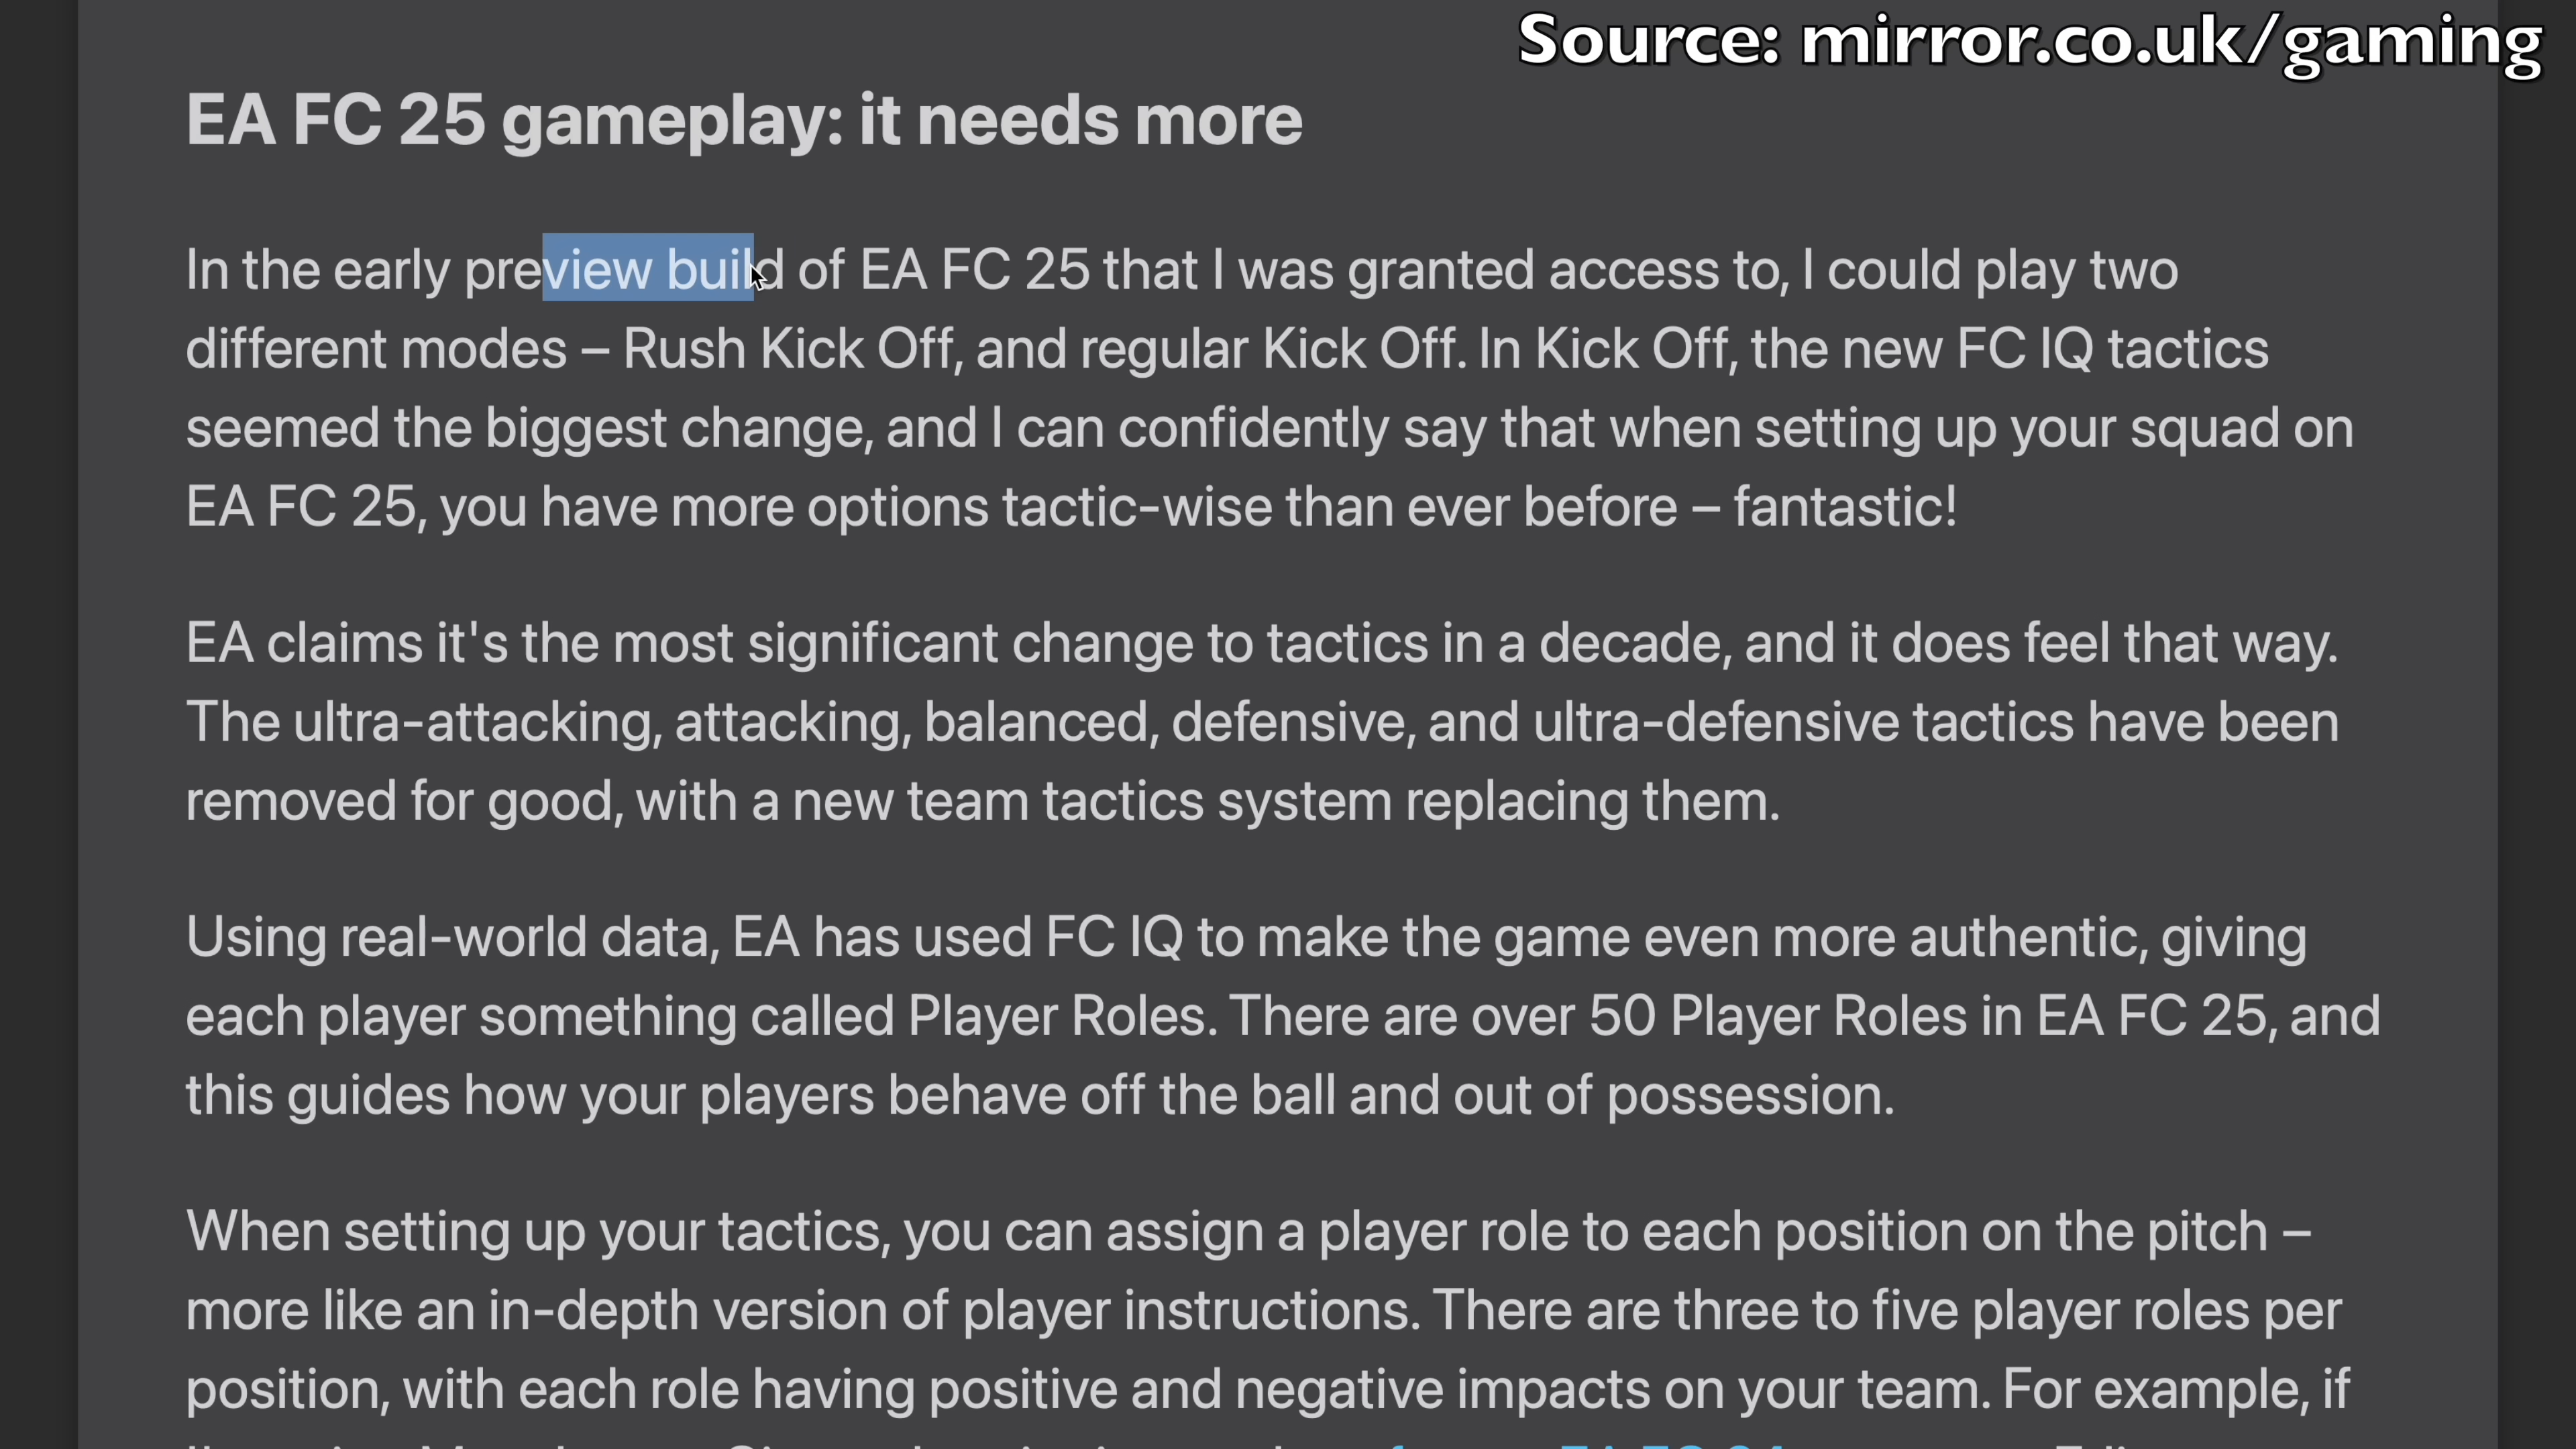 Source: mirror.co.uk/gaming
EA FC 25 gameplay: it needs more
In the early preview build of EA FC 25 that I was granted access to, I could play two
different modes – Rush Kick Off, and regular Kick Off. In Kick Off, the new FC IQ tactics
seemed the biggest change, and I can confidently say that when setting up your squad on
EA FC 25, you have more options tactic-wise than ever before – fantastic!
EA claims it's the most significant change to tactics in a decade, and it does feel that way.
The ultra-attacking, attacking, balanced, defensive, and ultra-defensive tactics have been
removed for good, with a new team tactics system replacing them.
Using real-world data, EA has used FC IQ to make the game even more authentic, giving
each player something called Player Roles. There are over 50 Player Roles in EA FC 25, and
this guides how your players behave off the ball and out of possession.
When setting up your tactics, you can assign a player role to each position on the pitch –
more like an in-depth version of player instructions. There are three to five player roles per
position, with each role having positive and negative impacts on your team. For example, if